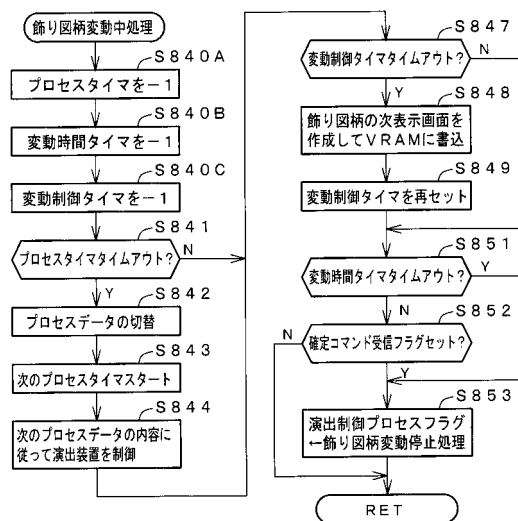 飾り図柄変動中処理
S840A
プロセスタイマを－1
S840B
変動時間タイマを－1
S840C
変動制御タイマを－1
S841
プロセスタイマタイムアウト?
N
Y
S842
プロセスデータの切替
S843
次のプロセスタイマスタート
S844
次のプロセスデータの内容に
従って演出装置を制御
S847
変動制御タイマタイムアウト?
N
Y
S848
飾り図柄の次表示画面を
作成してVRAMに書込
S849
変動制御タイマを再セット
S851
変動時間タイマタイムアウト?
Y
N
S852
N
確定コマンド受信フラグセット?
Y
S853
演出制御プロセスフラグ
←飾り図柄変動停止処理
RET